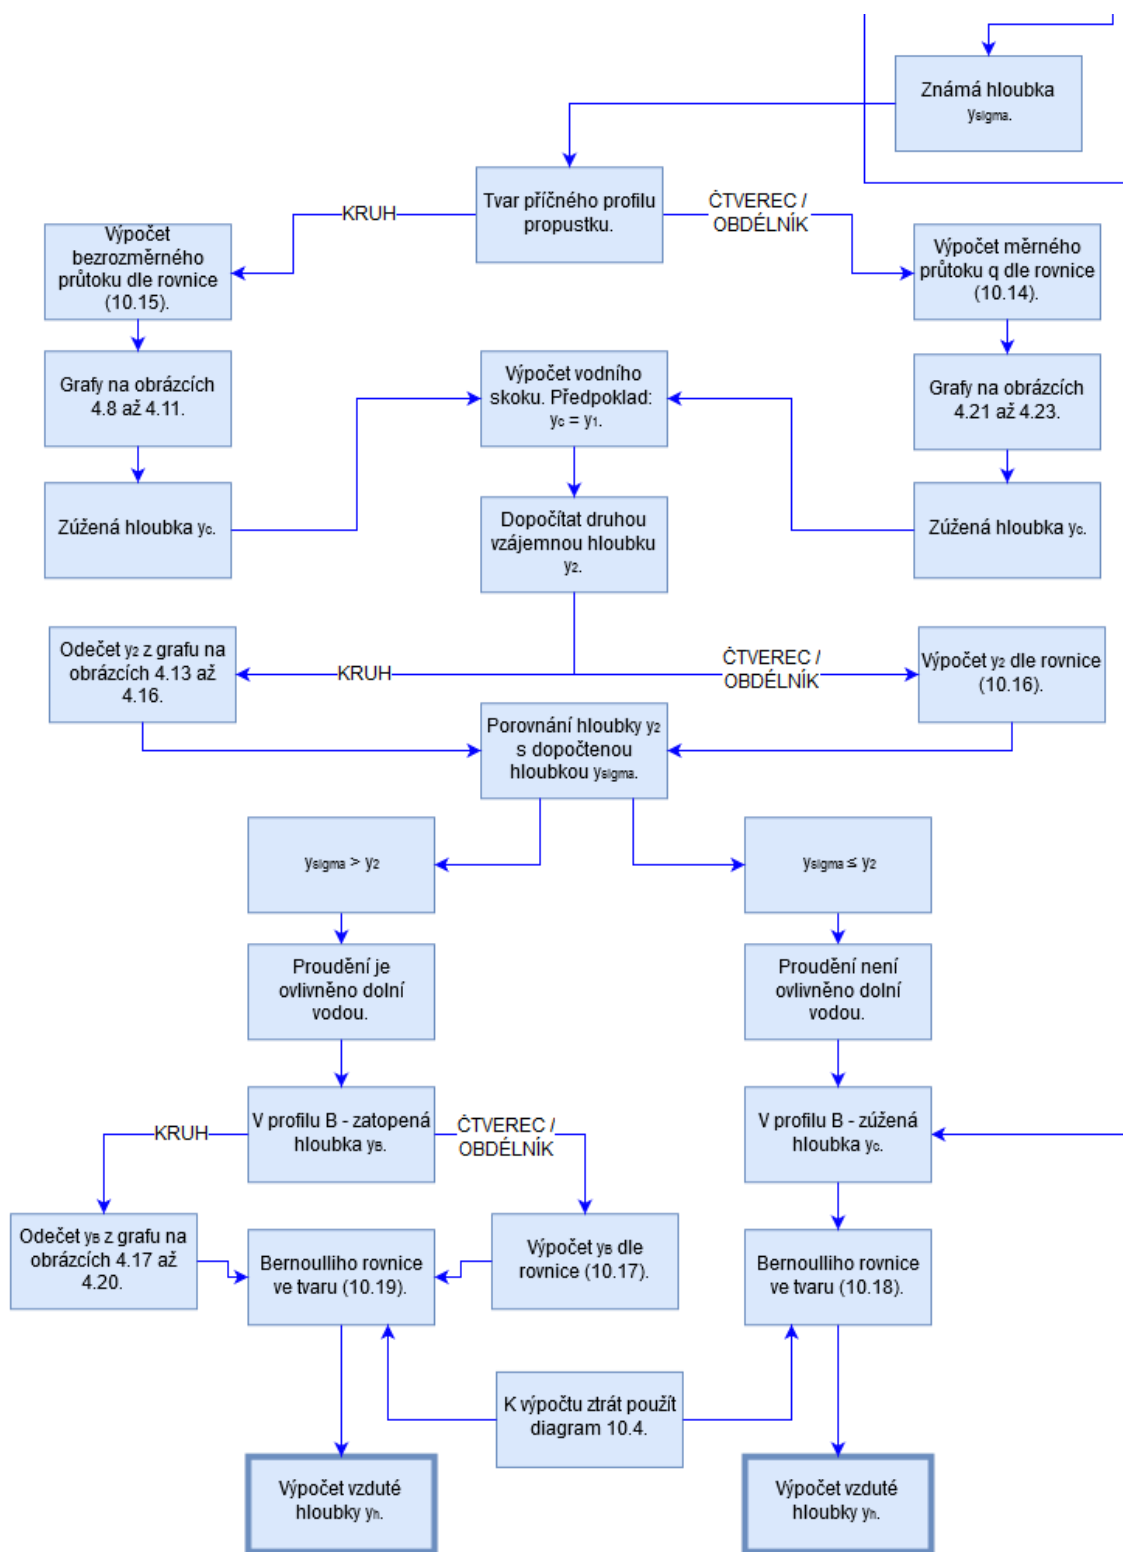 Známá hloubka
ysigma.
Tvar příčného profilu
propustku.
KRUH
ČTVEREC /
OBDÉLNÍK
Výpočet
bezrozměrného
průtoku dle rovnice
(10.15).
Výpočet měrného
průtoku q dle rovnice
(10.14).
Grafy na obrázcích
4.8 až 4.11.
Výpočet vodního
skoku. Předpoklad:
yc = y1.
Grafy na obrázcích
4.21 až 4.23.
Zúžená hloubka yc.
Dopočítat druhou
vzájemnou hloubku
y2.
Zúžená hloubka yc.
Odečet y2 z grafu na
obrázcích 4.13 až
4.16.
KRUH
ČTVEREC /
OBDÉLNÍK
Výpočet y2 dle rovnice
(10.16).
Porovnání hloubky y2
s dopočtenou
hloubkou ysigma.
ysigma > y2
ysigma ≤ y2
Proudění je
ovlivněno dolní
vodou.
Proudění není
ovlivněno dolní
vodou.
KRUH
V profilu B - zatopená
hloubka yB.
ČTVEREC /
OBDÉLNÍK
V profilu B - zúžená
hloubka yc.
Odečet yB z grafu na
obrázcích 4.17 až
4.20.
Bernoulliho rovnice
ve tvaru (10.19).
Výpočet yB dle
rovnice (10.17).
Bernoulliho rovnice
ve tvaru (10.18).
K výpočtu ztrát použít
diagram 10.4.
Výpočet vzduté
hloubky yh.
Výpočet vzduté
hloubky yh.